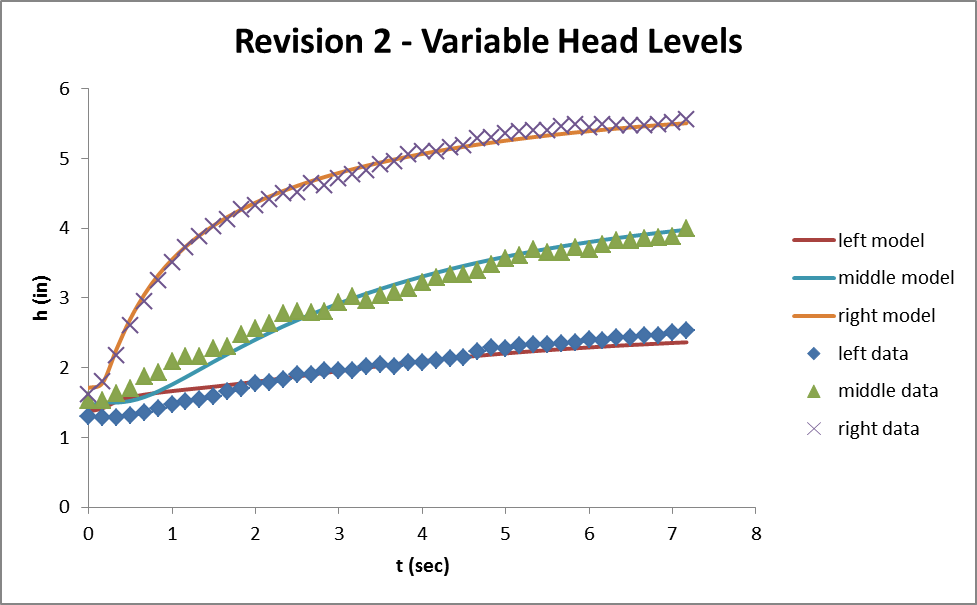 Revision 2 - Variable Head Levels
6
5
4
3
2
1
0
h (in)
0 1 2 3 4 5 6 7 8
t (sec)
left model
middle model
right model
left data
middle data
right data